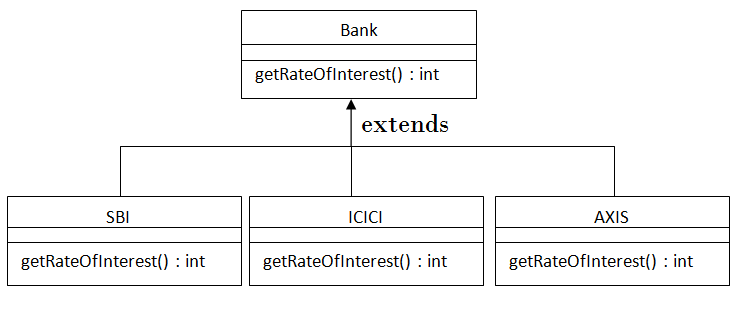 Bank
getRateOfInterest() : int
extends
SBI
ICICI
AXIS
getRateOfInterest() : int
getRateOfInterest() : int
getRateOfInterest() : int